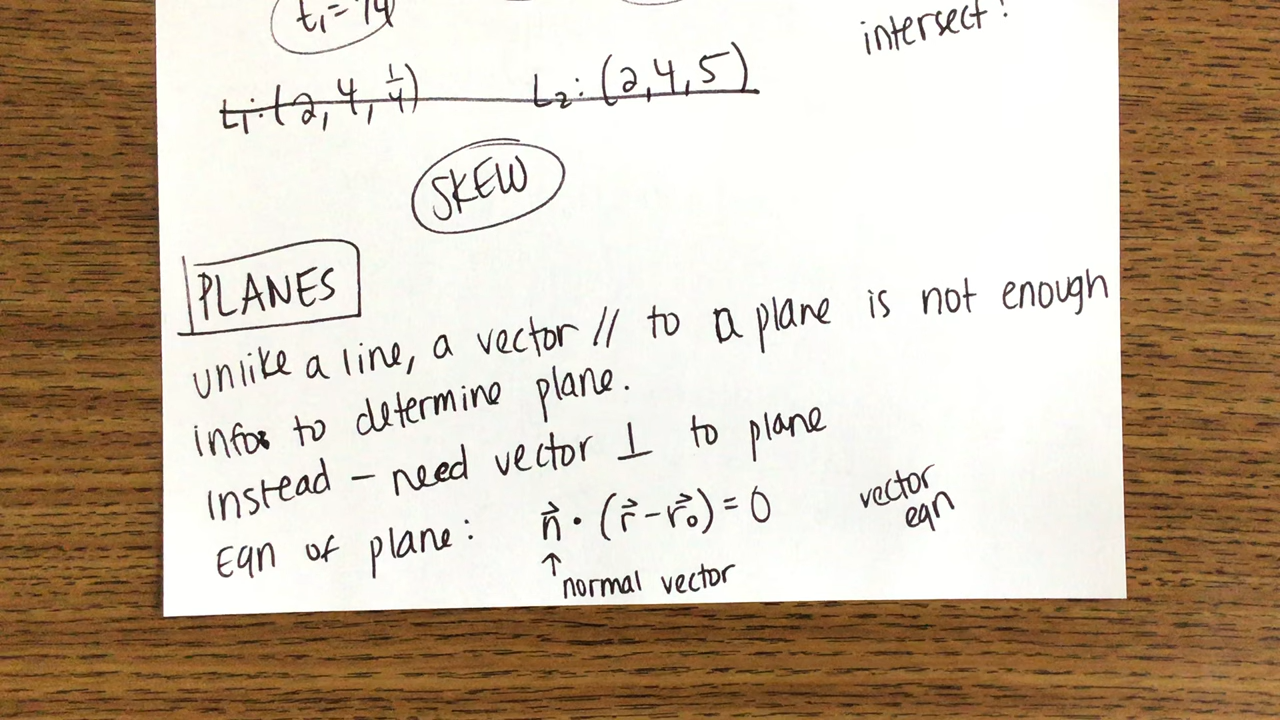 t₁ = 1/4
intersect!
L₁: (2, 4, 1/4) L₂: (2, 4, 5)
SKEW
PLANES
unlike a line, a vector // to a plane is not enough
info to determine plane.
Instead – need vector ⊥ to plane
Eqn of plane: n⃗ · (r⃗ - r⃗₀) = 0 vector eqn
↑ normal vector